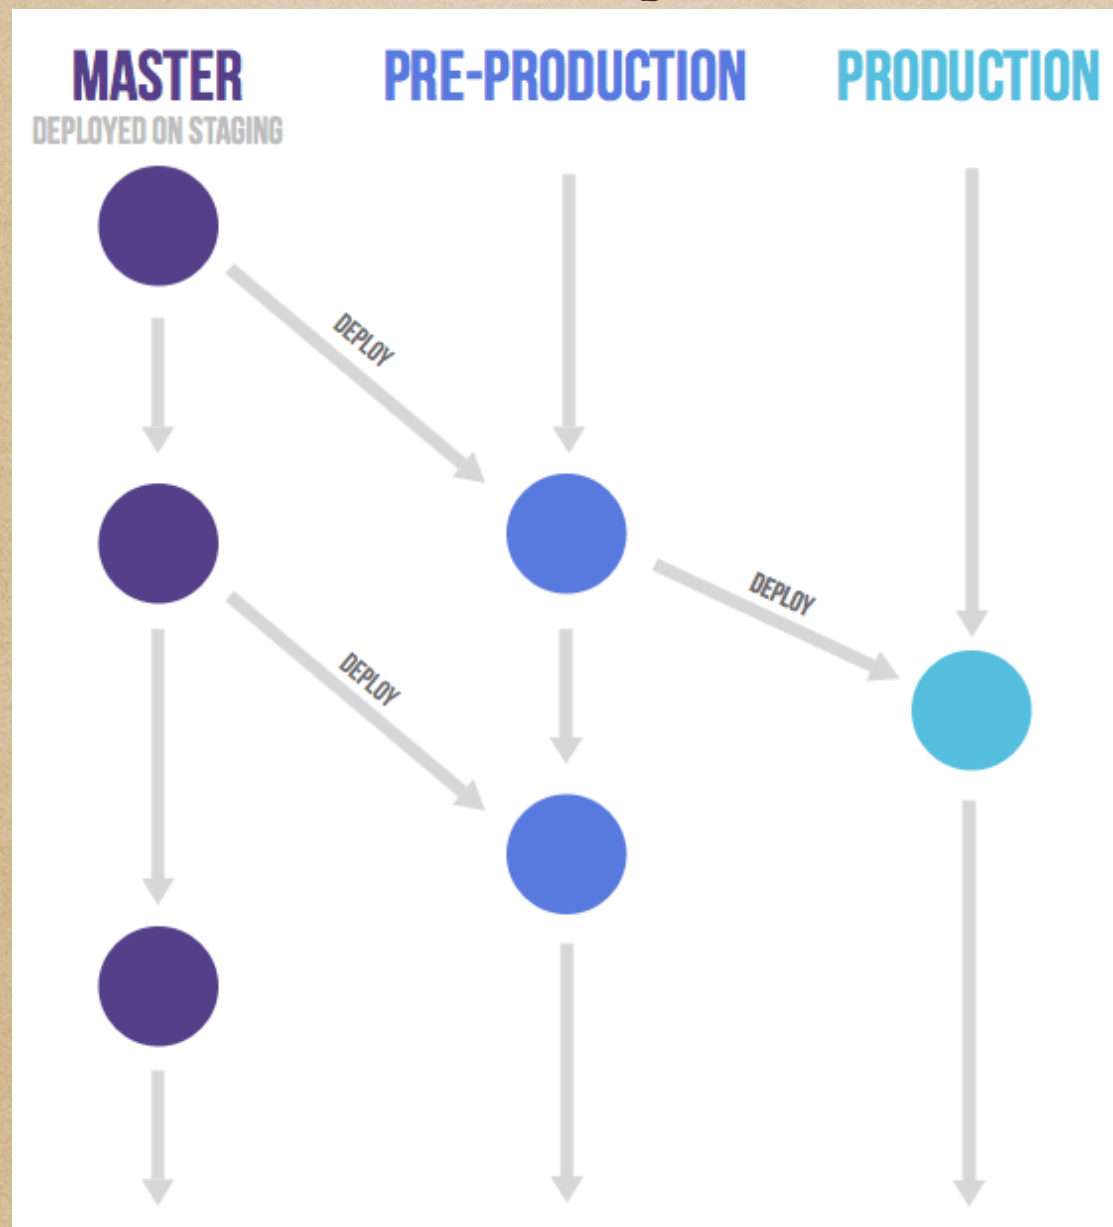 MASTER
DEPLOYED ON STAGING
PRE-PRODUCTION
PRODUCTION
DEPLOY
DEPLOY
DEPLOY